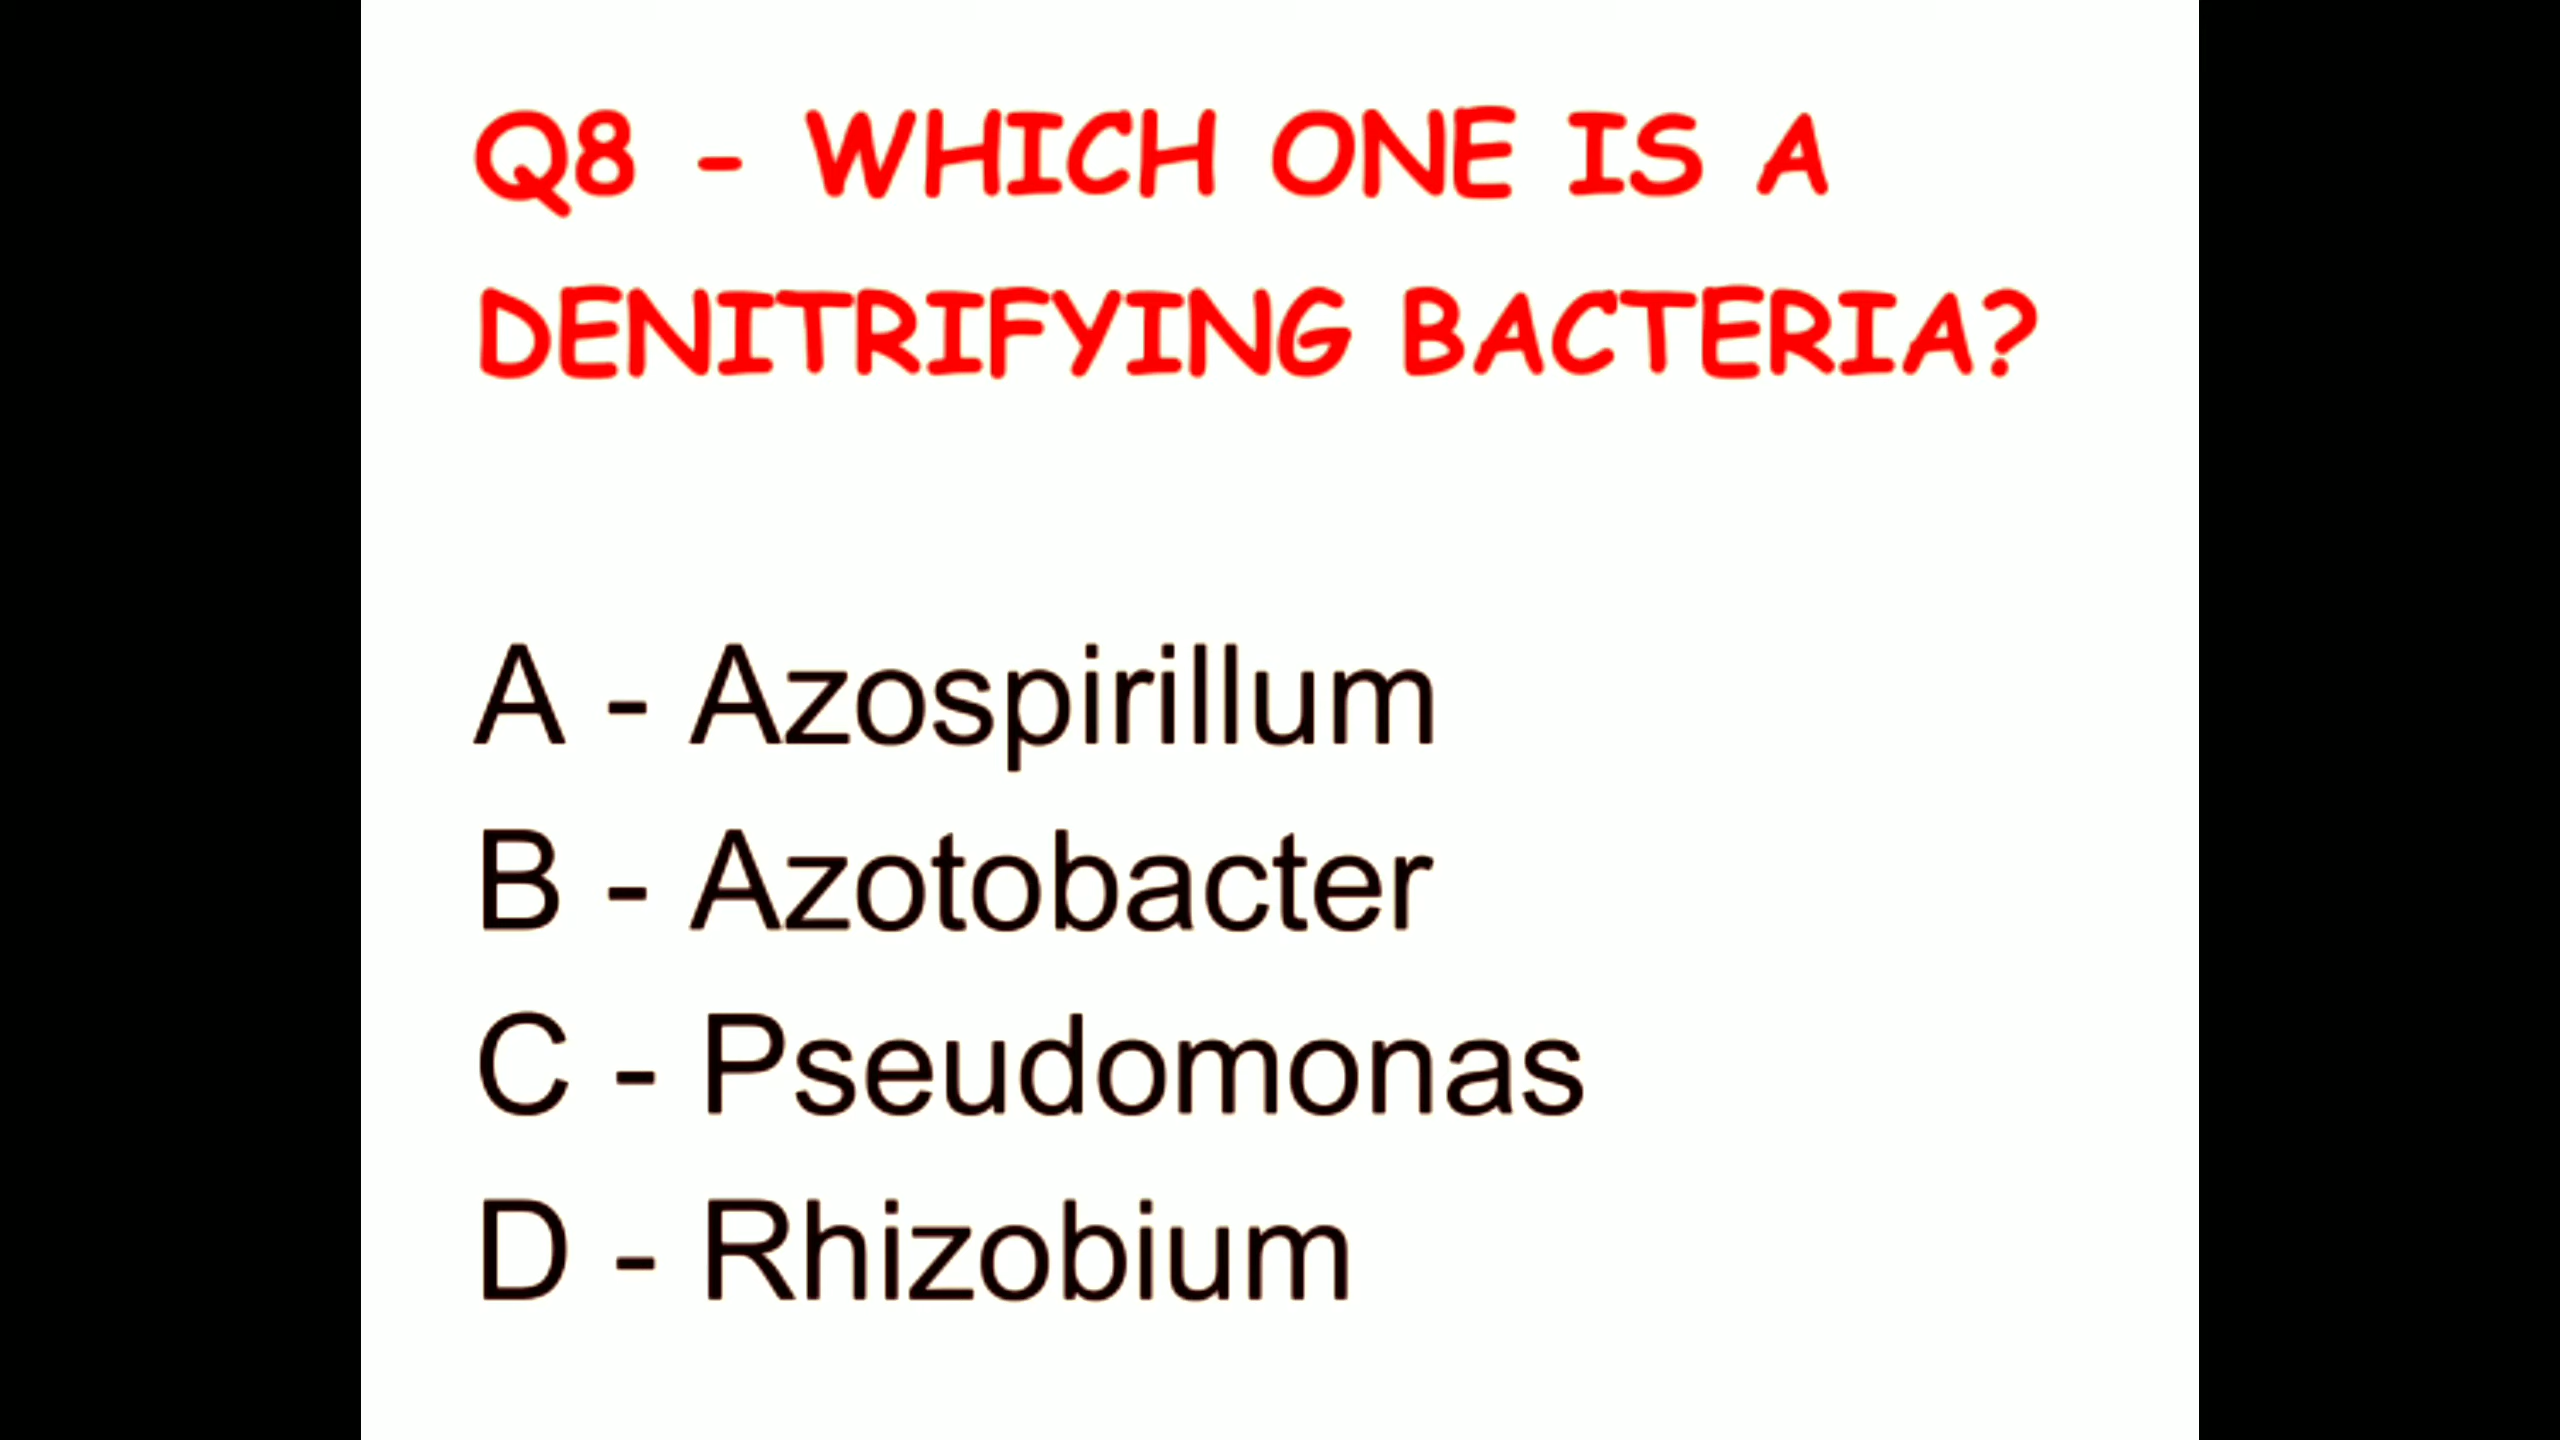 Q8 - WHICH ONE IS A
DENITRIFYING BACTERIA?
A - Azospirillum
B - Azotobacter
C - Pseudomonas
D - Rhizobium